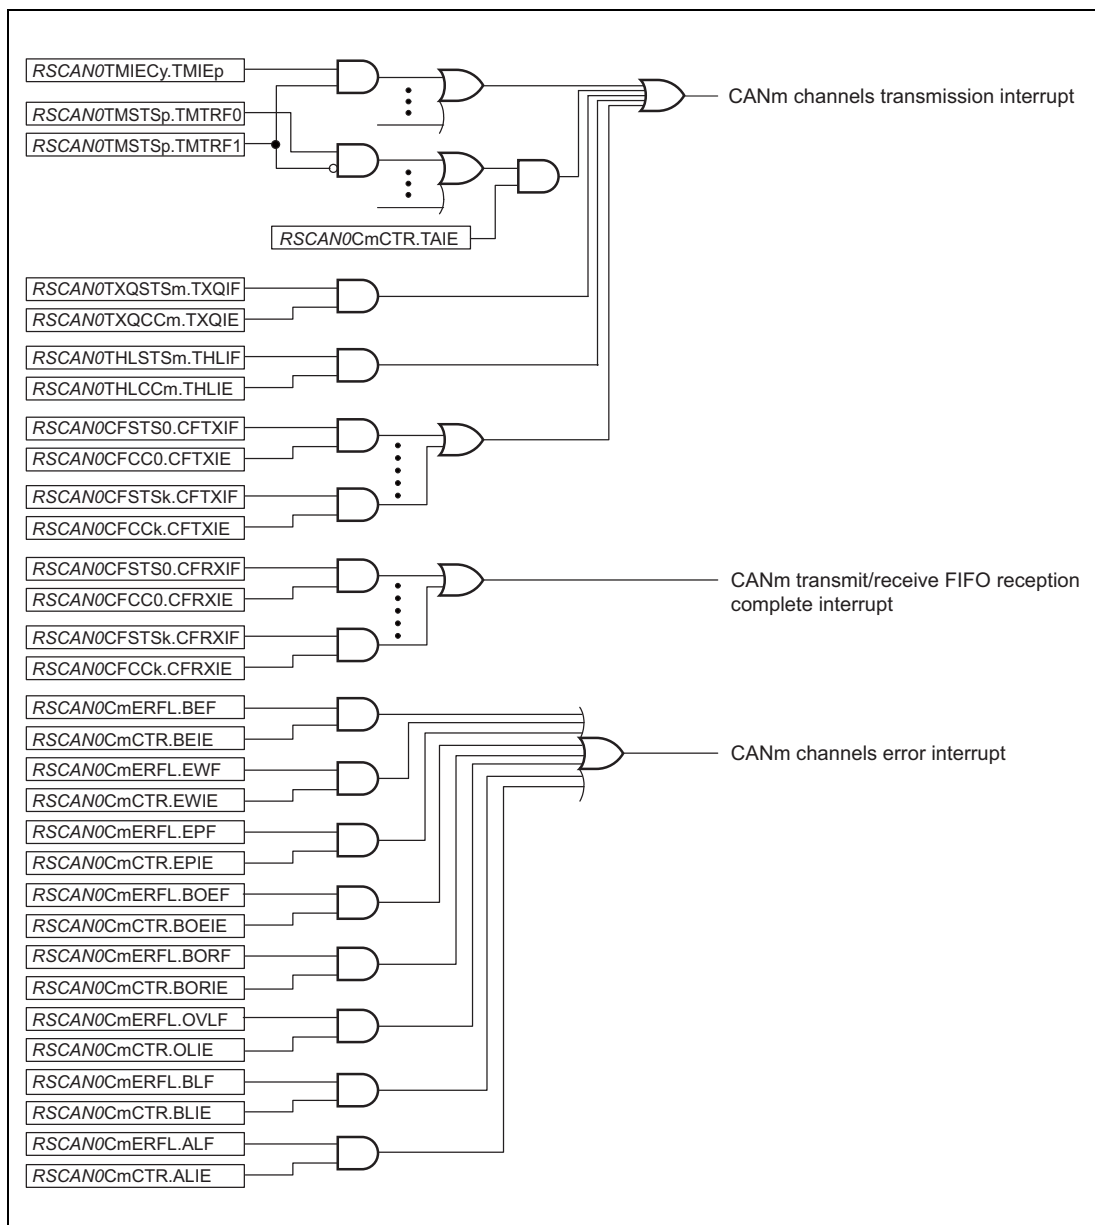 RSCAN0TMIECy.TMIEp
RSCAN0TMSTSp.TMTRF0
RSCAN0TMSTSp.TMTRF1
RSCAN0CmCTR.TAIE
CANm channels transmission interrupt
RSCAN0TXQSTSm.TXQIF
RSCAN0TXQCCm.TXQIE
RSCAN0THLSTSm.THLIF
RSCAN0THLCCm.THLIE
RSCAN0CFSTS0.CFTXIF
RSCAN0CFCC0.CFTXIE
RSCAN0CFSTSk.CFTXIF
RSCAN0CFCCk.CFTXIE
RSCAN0CFSTS0.CFRXIF
RSCAN0CFCC0.CFRXIE
RSCAN0CFSTSk.CFRXIF
RSCAN0CFCCk.CFRXIE
CANm transmit/receive FIFO reception
complete interrupt
RSCAN0CmERFL.BEF
RSCAN0CmCTR.BEIE
RSCAN0CmERFL.EWF
RSCAN0CmCTR.EWIE
RSCAN0CmERFL.EPF
RSCAN0CmCTR.EPIE
RSCAN0CmERFL.BOEF
RSCAN0CmCTR.BOEIE
RSCAN0CmERFL.BORF
RSCAN0CmCTR.BORIE
RSCAN0CmERFL.OVLF
RSCAN0CmCTR.OLIE
RSCAN0CmERFL.BLF
RSCAN0CmCTR.BLIE
RSCAN0CmERFL.ALF
RSCAN0CmCTR.ALIE
CANm channels error interrupt